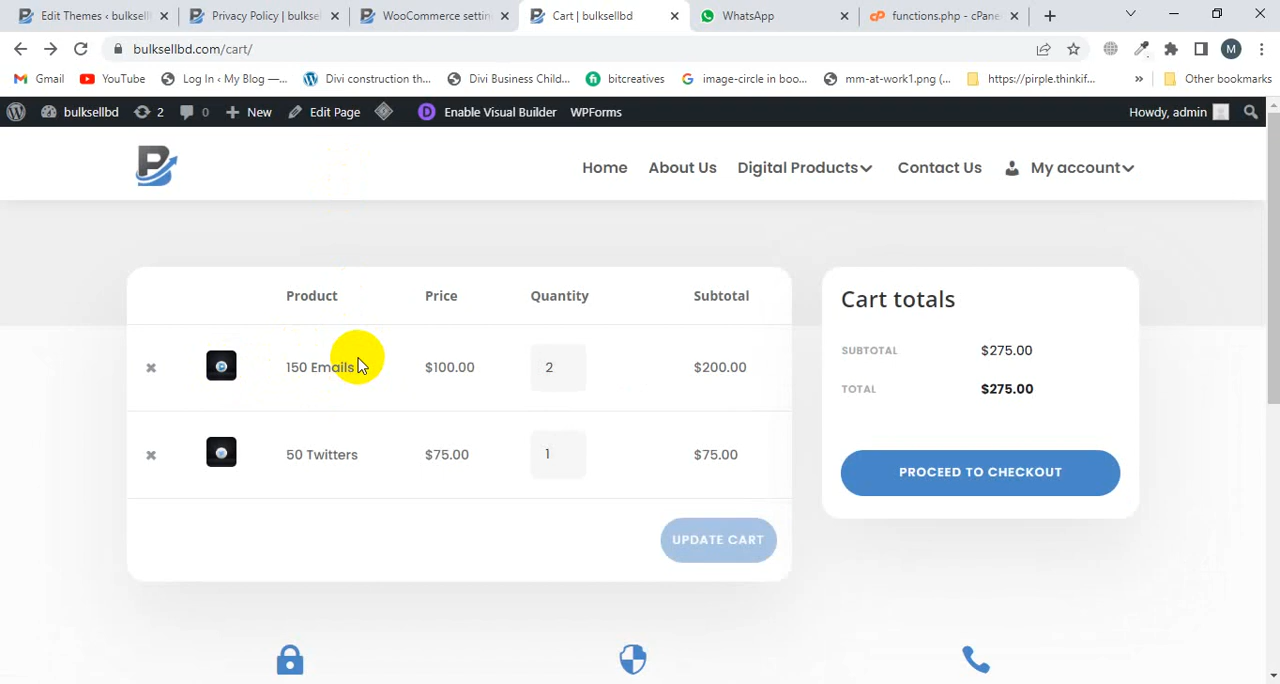 Edit Themes ‹ bulksell
Privacy Policy | bulkse
WooCommerce settin
Cart | bulksellbd
WhatsApp
functions.php - cPane
bulksellbd.com/cart/
M
Gmail
YouTube
Log In ‹ My Blog —...
Divi construction th...
Divi Business Child...
bitcreatives
image-circle in boo...
mm-at-work1.png (...
https://pirple.thinkif...
»
Other bookmarks
bulksellbd
2
0
New
Edit Page
D
Enable Visual Builder
WPForms
Howdy, admin
P
Home
About Us
Digital Products
Contact Us
My account
Product
Price
Quantity
Subtotal
150 Emails
$100.00
2
$200.00
50 Twitters
$75.00
1
$75.00
UPDATE CART
Cart totals
SUBTOTAL
$275.00
TOTAL
$275.00
PROCEED TO CHECKOUT